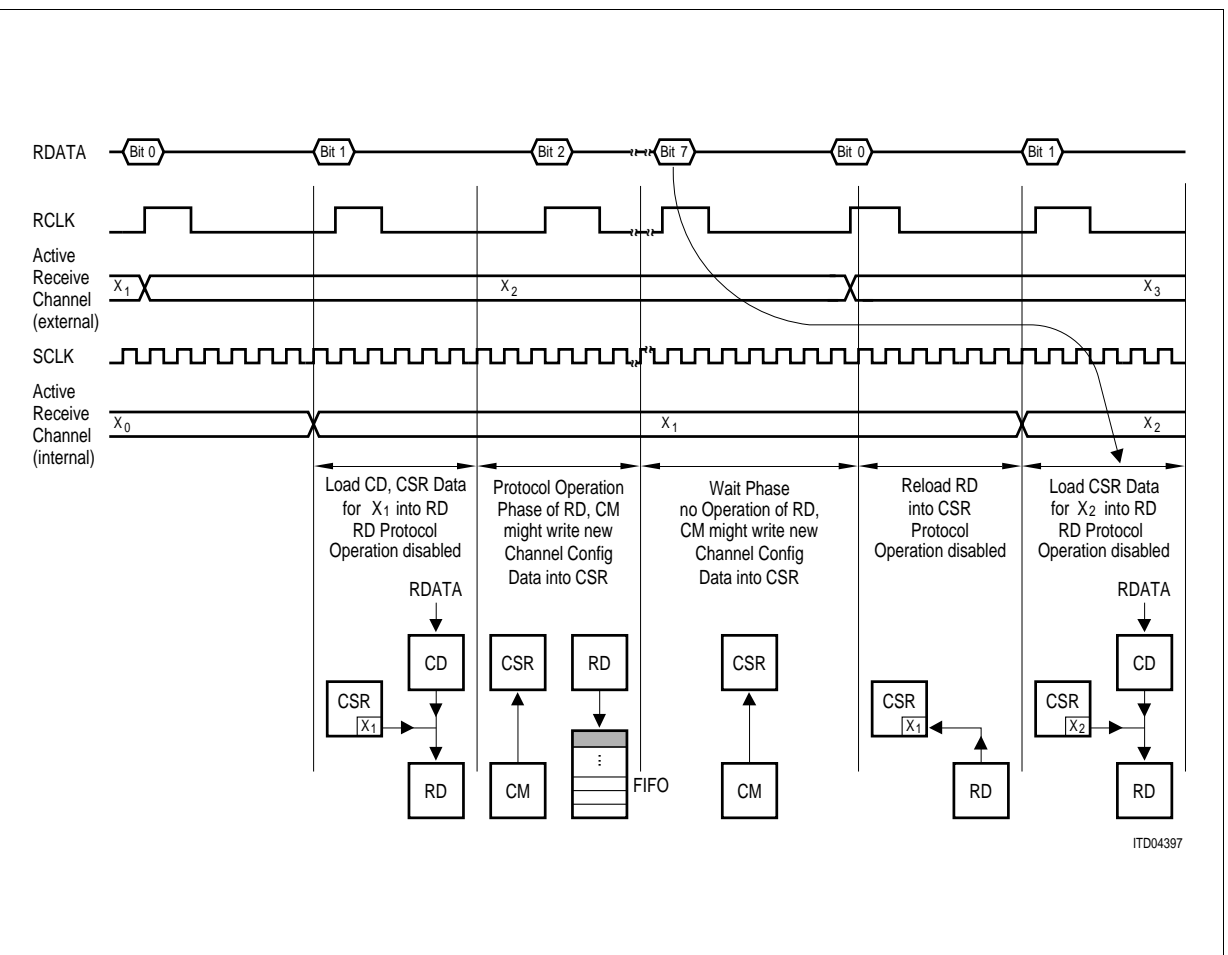 RDATA Bit 0 Bit 1 Bit 2 Bit 7 Bit 0 Bit 1
RCLK
Active
Receive
Channel
(external)
X1 X2 X3
SCLK
Active
Receive
Channel
(internal)
X0 X1 X2
Load CD, CSR Data
for X1 into RD
RD Protocol
Operation disabled
Protocol Operation
Phase of RD, CM
might write new
Channel Config
Data into CSR
Wait Phase
no Operation of RD,
CM might write new
Channel Config
Data into CSR
Reload RD
into CSR
Protocol
Operation disabled
Load CSR Data
for X2 into RD
RD Protocol
Operation disabled
RDATA
CD
CSR
X1
RD
CSR
CM
RD
FIFO
CSR
CM
CSR
X1
RD
RDATA
CD
CSR
X2
RD
ITD04397